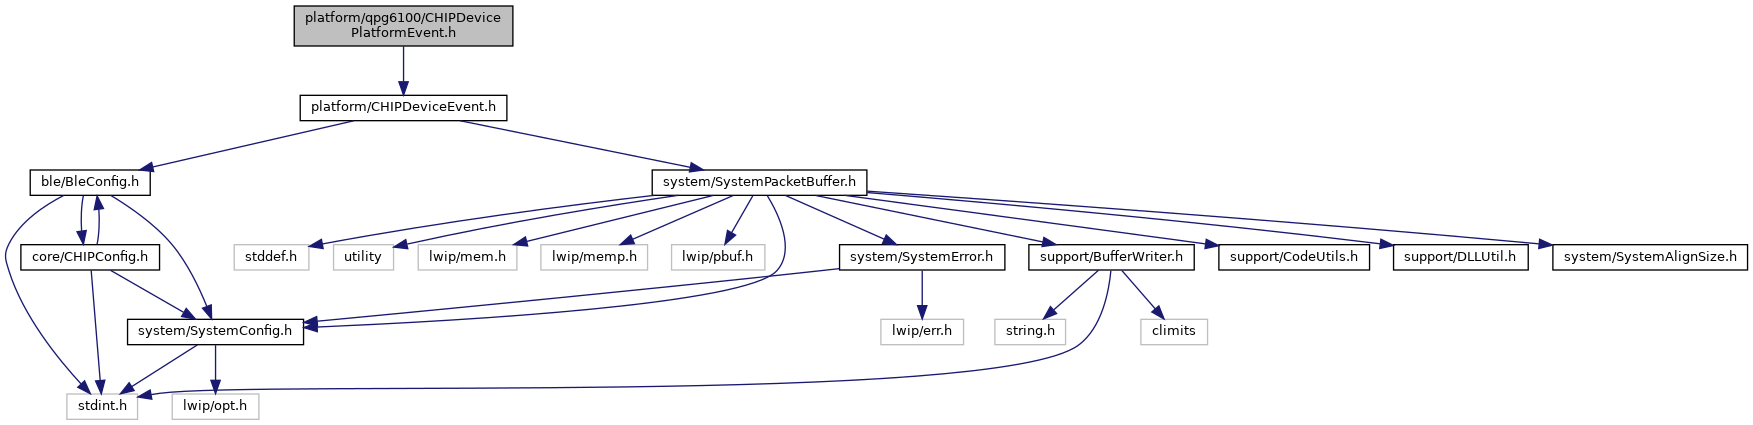 platform/qpg6100/CHIPDevice
PlatformEvent.h
platform/CHIPDeviceEvent.h
ble/BleConfig.h
system/SystemPacketBuffer.h
core/CHIPConfig.h
stddef.h
utility
lwip/mem.h
lwip/memp.h
lwip/pbuf.h
system/SystemError.h
support/BufferWriter.h
support/CodeUtils.h
support/DLLUtil.h
system/SystemAlignSize.h
system/SystemConfig.h
lwip/err.h
string.h
climits
stdint.h
lwip/opt.h